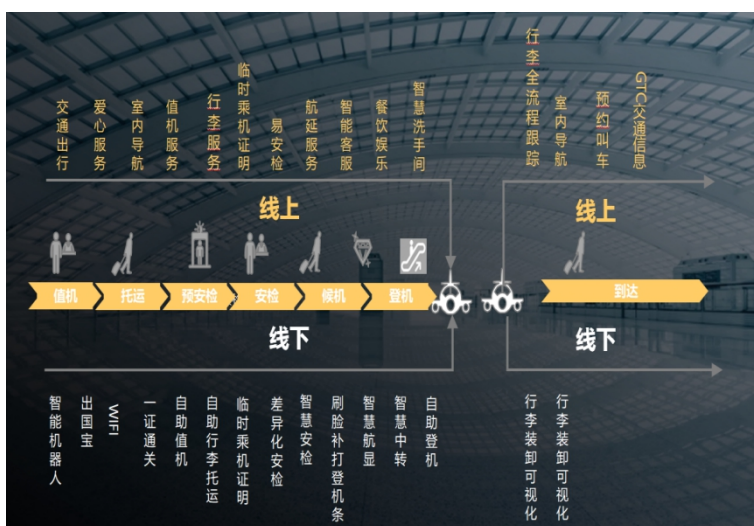 交通出行
爱心服务
室内导航
值机服务
行李服务
临时乘机证明
易安检
航延服务
智能客服
餐饮娱乐
智慧洗手间
行李全流程跟踪
室内导航
预约叫车
GTC交通信息
线上
线上
值机
托运
预安检
安检
候机
登机
到达
线下
线下
智能机器人
出国宝
WIFI
一证通关
自助值机
自助行李托运
临时乘机证明
差异化安检
智慧安检
刷脸补打登机条
智慧航显
智慧中转
自助登机
行李装卸可视化
行李装卸可视化